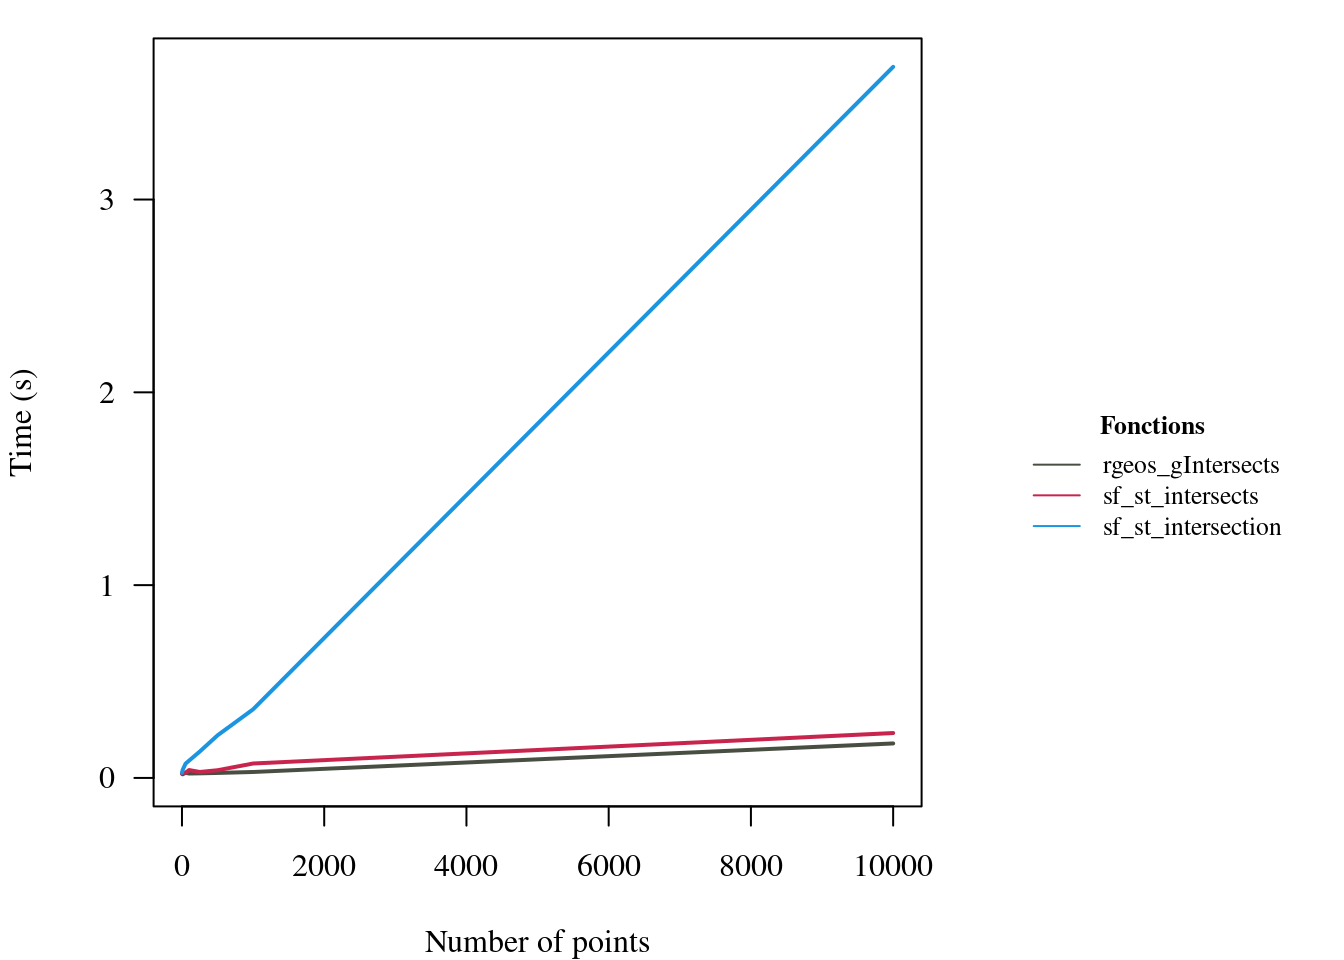 Time (s)
3
2
1
0
0 2000 4000 6000 8000 10000
Number of points
Fonctions
rgeos_gIntersects
sf_st_intersects
sf_st_intersection